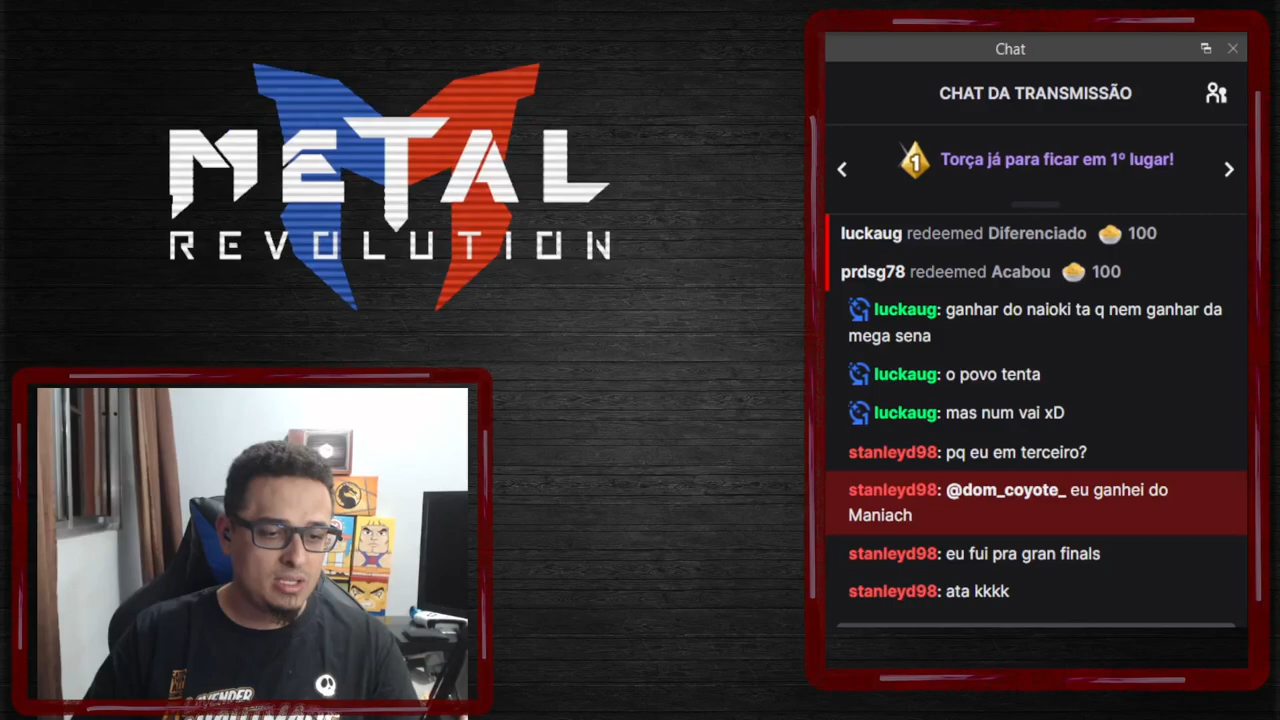 METAL
REVOLUTION
Chat
CHAT DA TRANSMISSÃO
1
Torça já para ficar em 1º lugar!
luckaug redeemed Diferenciado 100
prdsg78 redeemed Acabou 100
luckaug: ganhar do naioki ta q nem ganhar da
mega sena
luckaug: o povo tenta
luckaug: mas num vai xD
stanleyd98: pq eu em terceiro?
stanleyd98: @dom_coyote_ eu ganhei do
Maniach
stanleyd98: eu fui pra gran finals
stanleyd98: ata kkkk